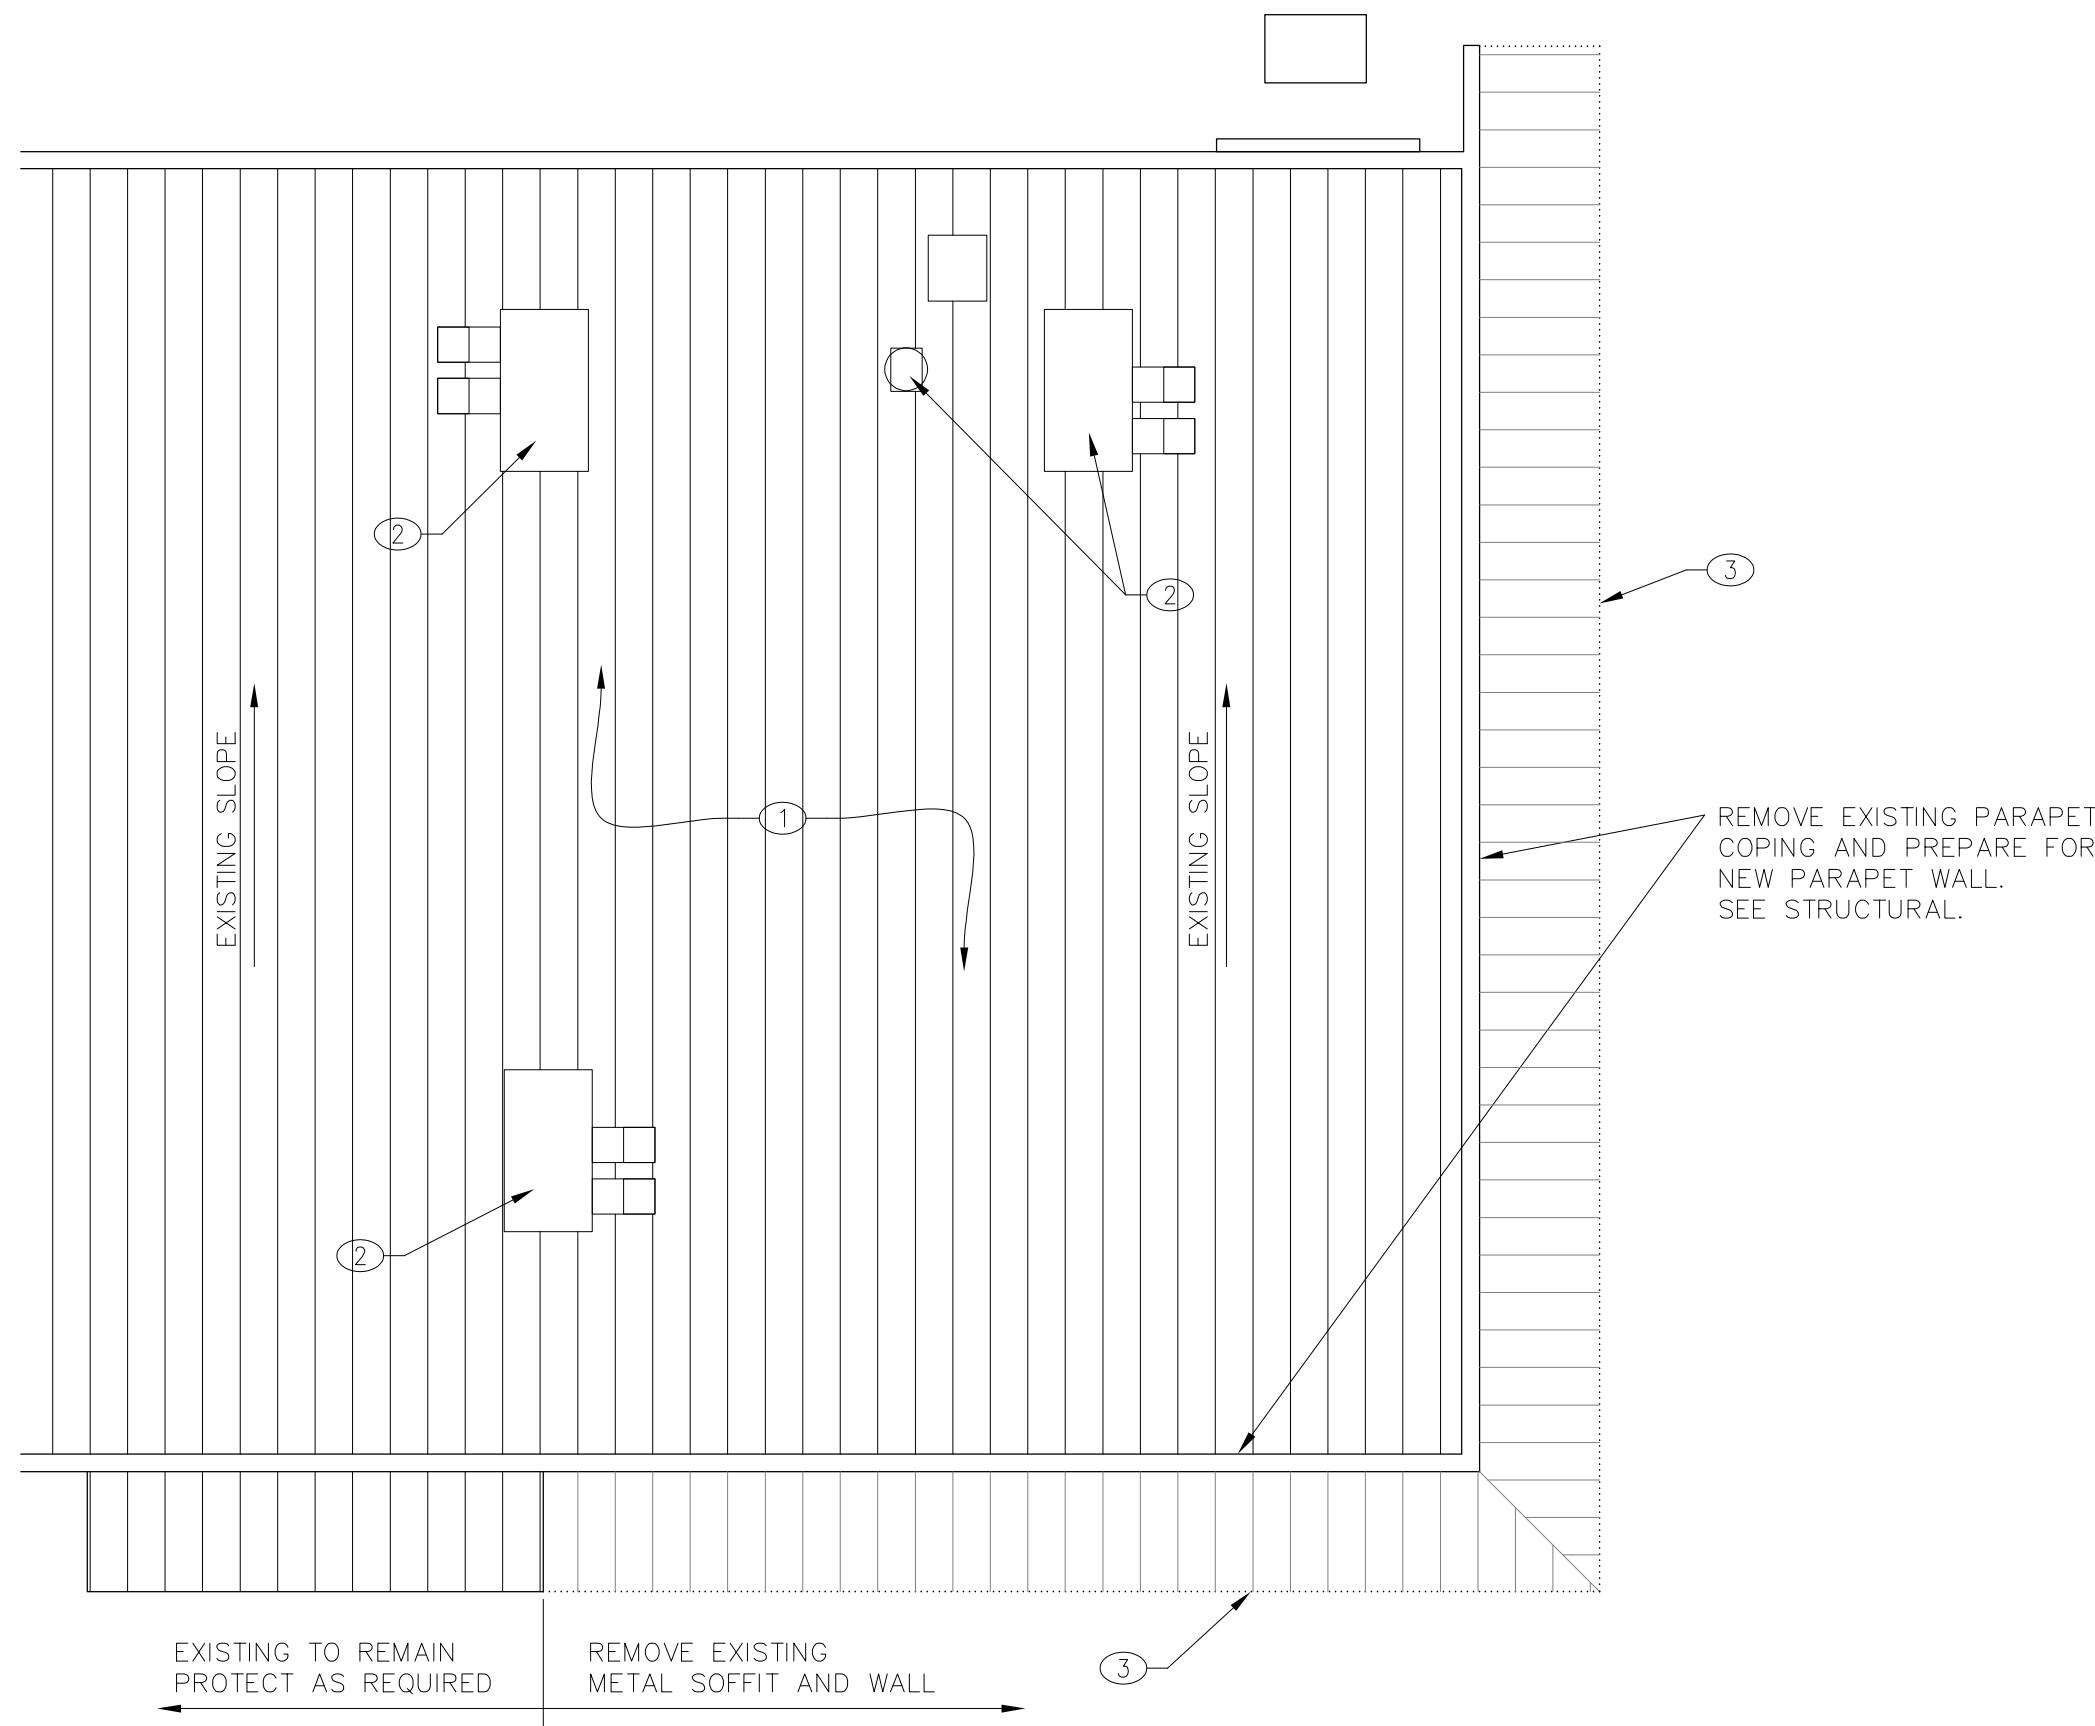 2
2
3
EXISTING SLOPE
EXISTING SLOPE
1
REMOVE EXISTING PARAPET
COPING AND PREPARE FOR
NEW PARAPET WALL.
SEE STRUCTURAL.
2
EXISTING TO REMAIN
PROTECT AS REQUIRED
REMOVE EXISTING
METAL SOFFIT AND WALL
3